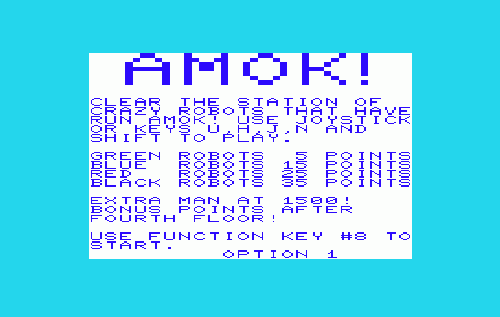 AMOK!
CLEAR THE STATION OF
CRAZY ROBOTS THAT HAVE
RUN AMOK! USE JOYSTICK
OR KEYS U,H,J,N AND
SHIFT TO PLAY.
GREEN ROBOTS 5 POINTS
BLUE ROBOTS 15 POINTS
RED ROBOTS 25 POINTS
BLACK ROBOTS 35 POINTS
EXTRA MAN AT 1500!
BONUS POINTS AFTER
FOURTH FLOOR!
USE FUNCTION KEY #8 TO
START.
OPTION 1